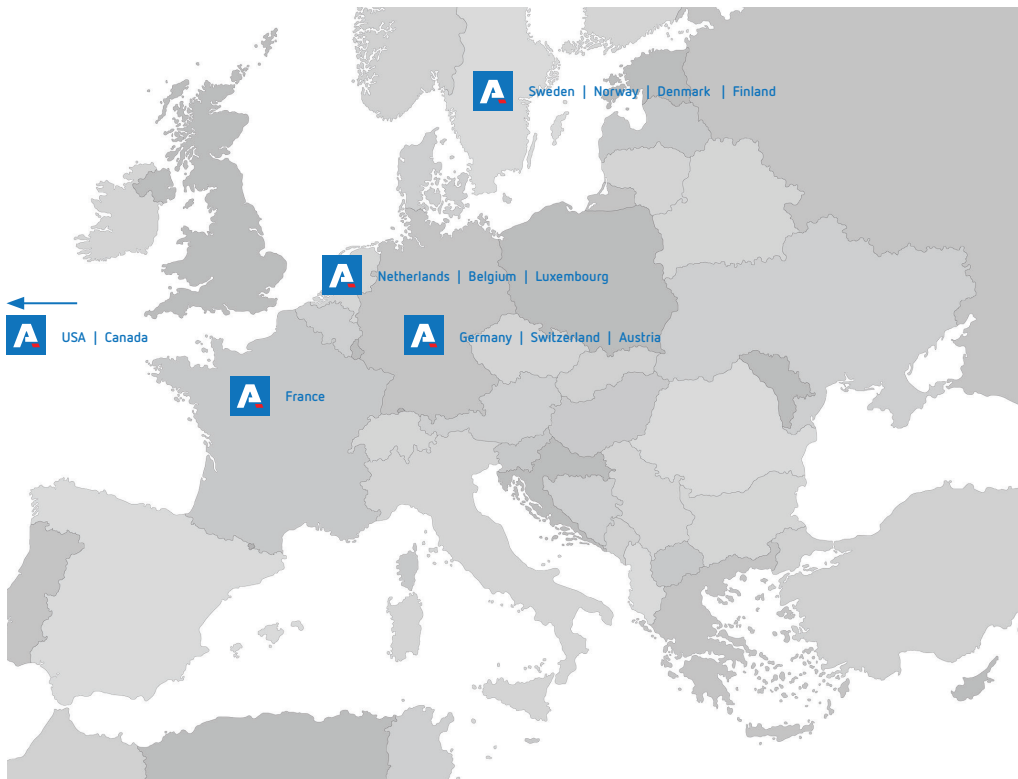 Sweden | Norway | Denmark | Finland
Netherlands | Belgium | Luxembourg
USA | Canada
Germany | Switzerland | Austria
France